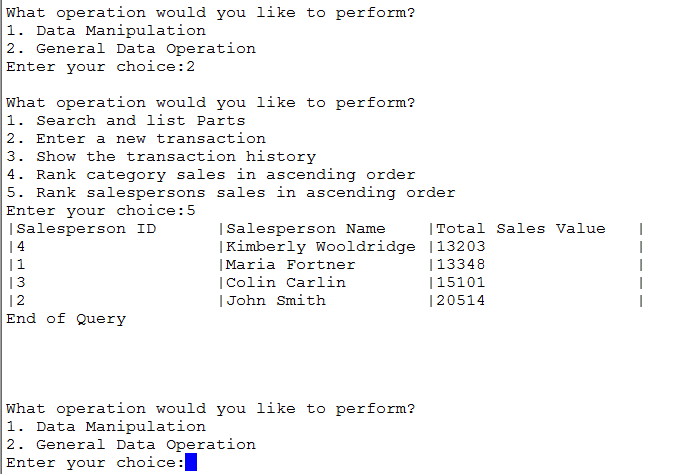 What operation would you like to perform?
1. Data Manipulation
2. General Data Operation
Enter your choice:2
What operation would you like to perform?
1. Search and list Parts
2. Enter a new transaction
3. Show the transaction history
4. Rank category sales in ascending order
5. Rank salespersons sales in ascending order
Enter your choice:5
|Salesperson ID |Salesperson Name |Total Sales Value |
|4 |Kimberly Wooldridge |13203 |
|1 |Maria Fortner |13348 |
|3 |Colin Carlin |15101 |
|2 |John Smith |20514 |
End of Query
What operation would you like to perform?
1. Data Manipulation
2. General Data Operation
Enter your choice: